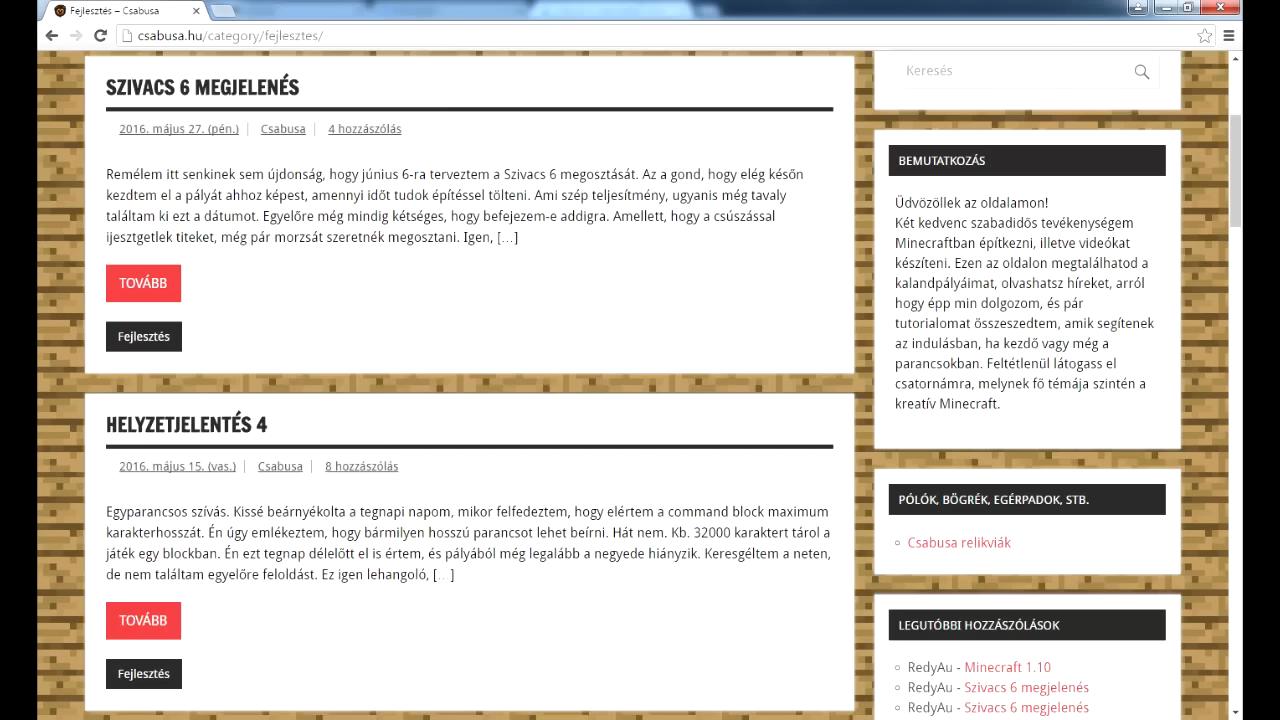 Fejlesztés – Csabusa
csabusa.hu/category/fejlesztes/
SZIVACS 6 MEGJELENÉS
2016. május 27. (pén.) Csabusa 4 hozzászólás
Remélem itt senkinek sem újdonság, hogy június 6-ra terveztem a Szivacs 6 megosztását. Az a gond, hogy elég későn
kezdtem el a pályát ahhoz képest, amennyi időt tudok építéssel tölteni. Ami szép teljesítmény, ugyanis még tavaly
találtam ki ezt a dátumot. Egyelőre még mindig kétséges, hogy befejezem-e addigra. Amellett, hogy a csúszással
ijesztgetlek titeket, még pár morzsát szeretnék megosztani. Igen, […]
TOVÁBB
Fejlesztés
HELYZETJELENTÉS 4
2016. május 15. (vas.) Csabusa 8 hozzászólás
Egyparancsos szívás. Kissé beárnyékolta a tegnapi napom, mikor felfedeztem, hogy elértem a command block maximum
karakterhosszát. Én úgy emlékeztem, hogy bármilyen hosszú parancsot lehet beírni. Hát nem. Kb. 32000 karaktert tárol a
játék egy blockban. Én ezt tegnap délelőtt el is értem, és pályából még legalább a negyede hiányzik. Keresgéltem a neten,
de nem találtam egyelőre feloldást. Ez igen lehangoló, […]
TOVÁBB
Fejlesztés
Keresés
BEMUTATKOZÁS
Üdvözöllek az oldalamon!
Két kedvenc szabadidős tevékenységem
Minecraftban építkezni, illetve videókat
készíteni. Ezen az oldalon megtalálhatod a
kalandpályáimat, olvashatsz híreket, arról
hogy épp min dolgozom, és pár
tutorialomat összeszedtem, amik segítenek
az indulásban, ha kezdő vagy még a
parancsokban. Feltétlenül látogass el
csatornámra, melynek fő témája szintén a
kreatív Minecraft.
PÓLÓK, BÖGRÉK, EGÉRPADOK, STB.
Csabusa relikviák
LEGUTÓBBI HOZZÁSZÓLÁSOK
RedyAu - Minecraft 1.10
RedyAu - Szivacs 6 megjelenés
RedyAu - Szivacs 6 megjelenés